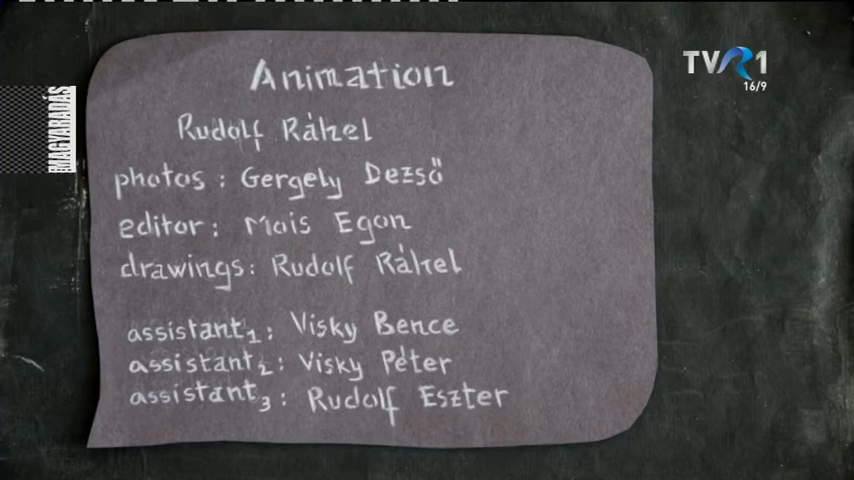 Animation
Rudolf Ráhel
photos : Gergely Dezső
editor: Mais Egon
drawings: Rudolf Ráhel
assistant1: Visky Bence
assistant2: Visky Péter
assistant3: Rudolf Eszter
MAGYARADÁS
TVR1
16/9